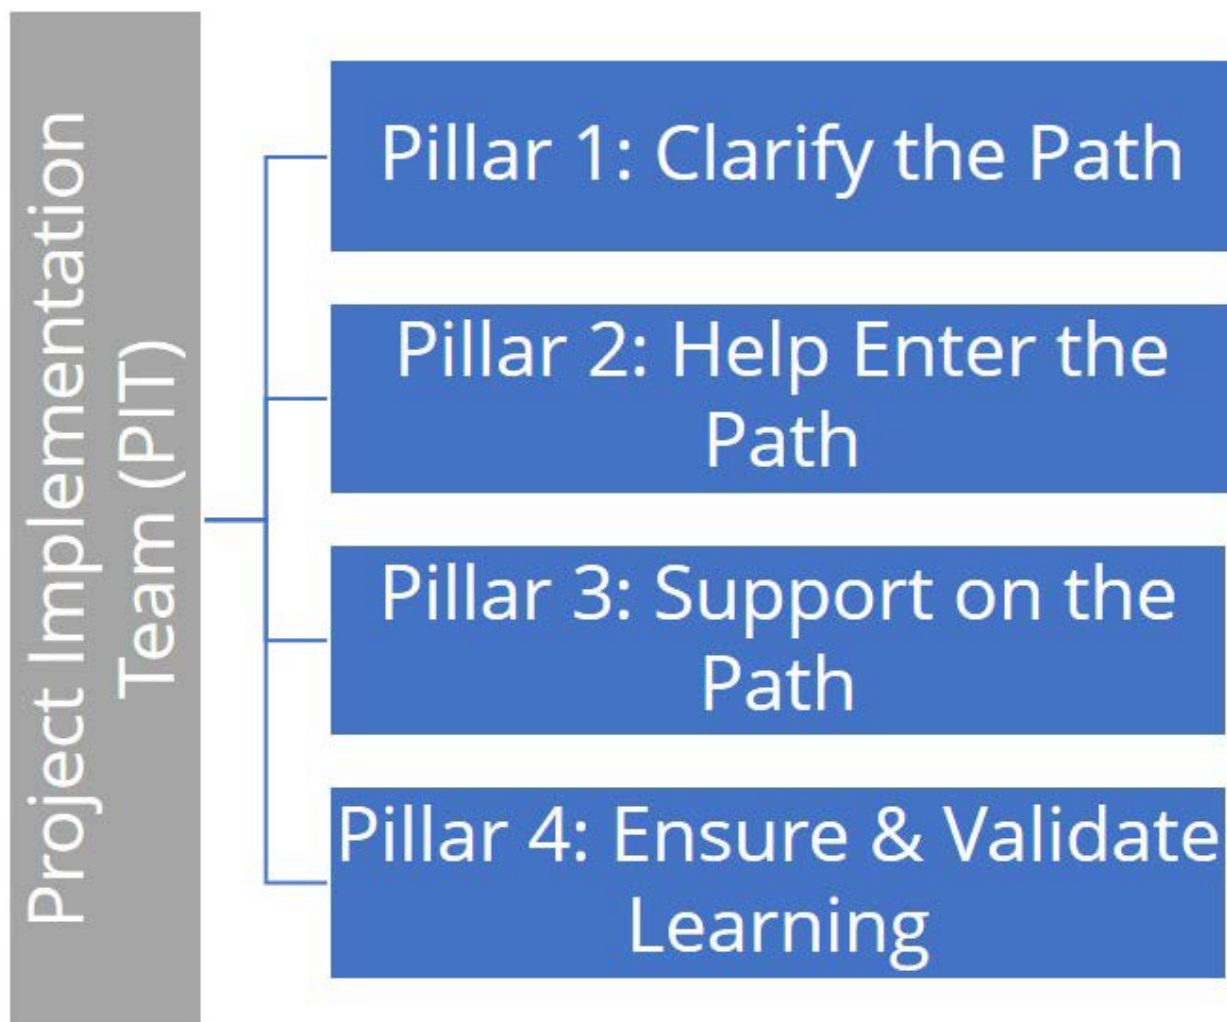 Project Implementation
Team (PIT)
Pillar 1: Clarify the Path
Pillar 2: Help Enter the
Path
Pillar 3: Support on the
Path
Pillar 4: Ensure & Validate
Learning